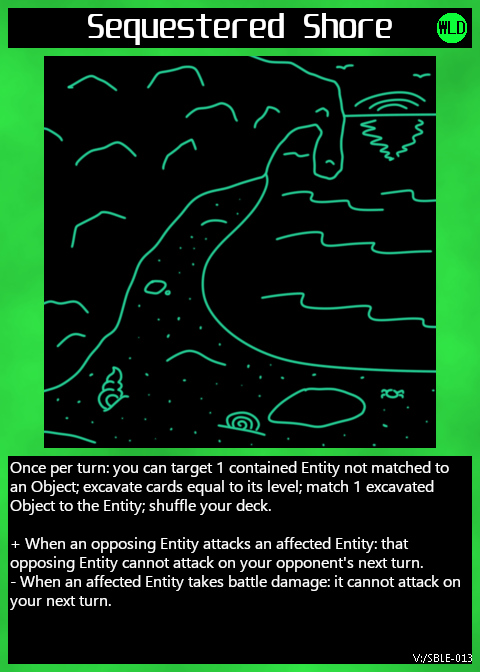 Sequestered Shore
WLD
Once per turn: you can target 1 contained Entity not matched to
an Object; excavate cards equal to its level; match 1 excavated
Object to the Entity; shuffle your deck.
+ When an opposing Entity attacks an affected Entity: that
opposing Entity cannot attack on your opponent's next turn.
- When an affected Entity takes battle damage: it cannot attack on
your next turn.
V:/SBLE-013